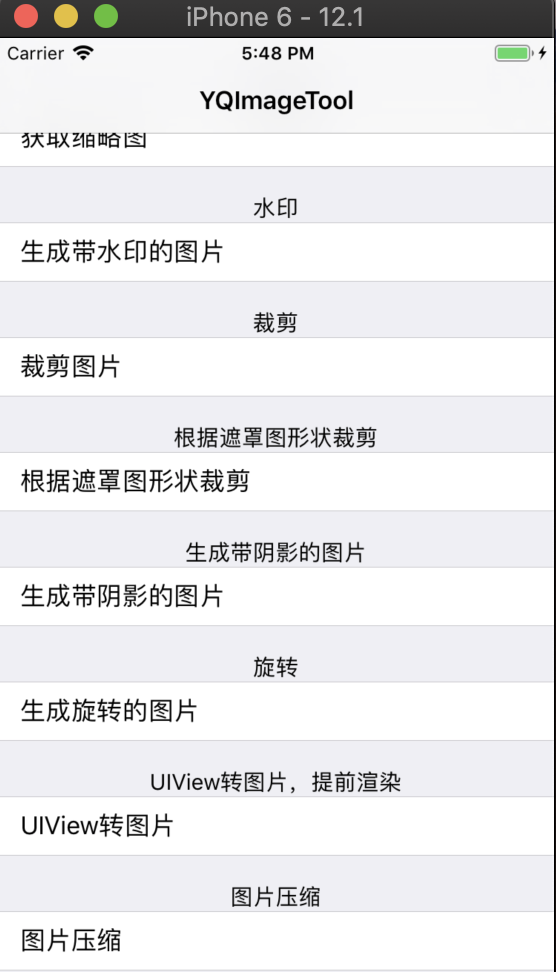 iPhone 6 - 12.1
Carrier 5:48 PM
YQImageTool
获取缩略图
水印
生成带水印的图片
裁剪
裁剪图片
根据遮罩图形状裁剪
根据遮罩图形状裁剪
生成带阴影的图片
生成带阴影的图片
旋转
生成旋转的图片
UIView转图片，提前渲染
UIView转图片
图片压缩
图片压缩